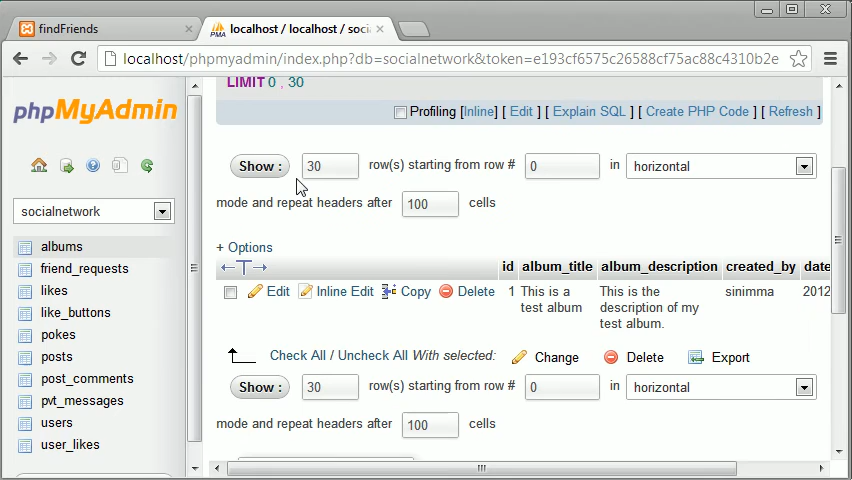 findFriends
PMA
localhost / localhost / soci
localhost/phpmyadmin/index.php?db=socialnetwork&token=e193cf6575c26588cf75ac88c4310b2e
phpMyAdmin
socialnetwork
albums
friend_requests
likes
like_buttons
pokes
posts
post_comments
pvt_messages
users
user_likes
LIMIT 0 , 30
Profiling [Inline] [ Edit ] [ Explain SQL ] [ Create PHP Code ] [ Refresh ]
Show : 30 row(s) starting from row # 0 in horizontal
mode and repeat headers after 100 cells
+ Options
←T→ id album_title album_description created_by date
Edit Inline Edit Copy Delete 1 This is a This is the sinimma 2012
test album description of my
test album.
Check All / Uncheck All With selected: Change Delete Export
Show : 30 row(s) starting from row # 0 in horizontal
mode and repeat headers after 100 cells